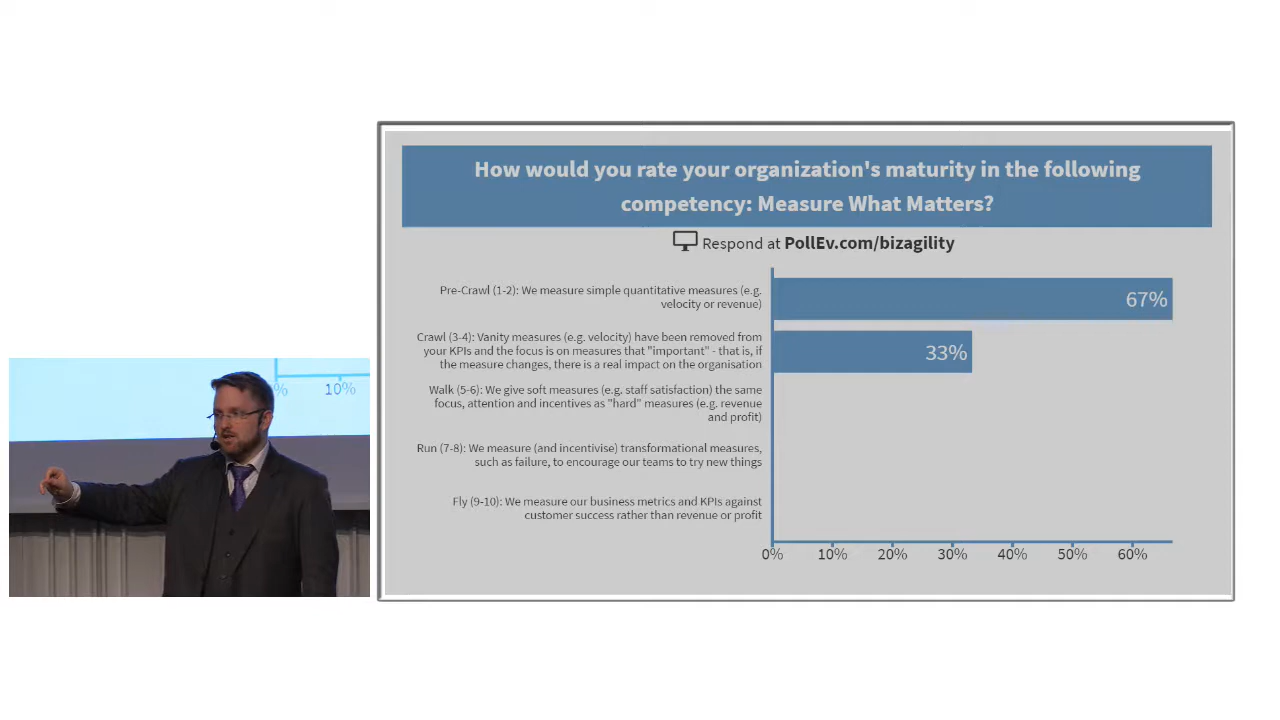 How would you rate your organization's maturity in the following
competency: Measure What Matters?
Respond at PollEv.com/bizagility
Pre-Crawl (1-2): We measure simple quantitative measures (e.g.
velocity or revenue)
67%
Crawl (3-4): Vanity measures (e.g. velocity) have been removed from
your KPIs and the focus is on measures that "important" - that is, if
the measure changes, there is a real impact on the organisation
33%
Walk (5-6): We give soft measures (e.g. staff satisfaction) the same
focus, attention and incentives as "hard" measures (e.g. revenue
and profit)
Run (7-8): We measure (and incentivise) transformational measures,
such as failure, to encourage our teams to try new things
Fly (9-10): We measure our business metrics and KPIs against
customer success rather than revenue or profit
0% 10% 20% 30% 40% 50% 60%
% 10%